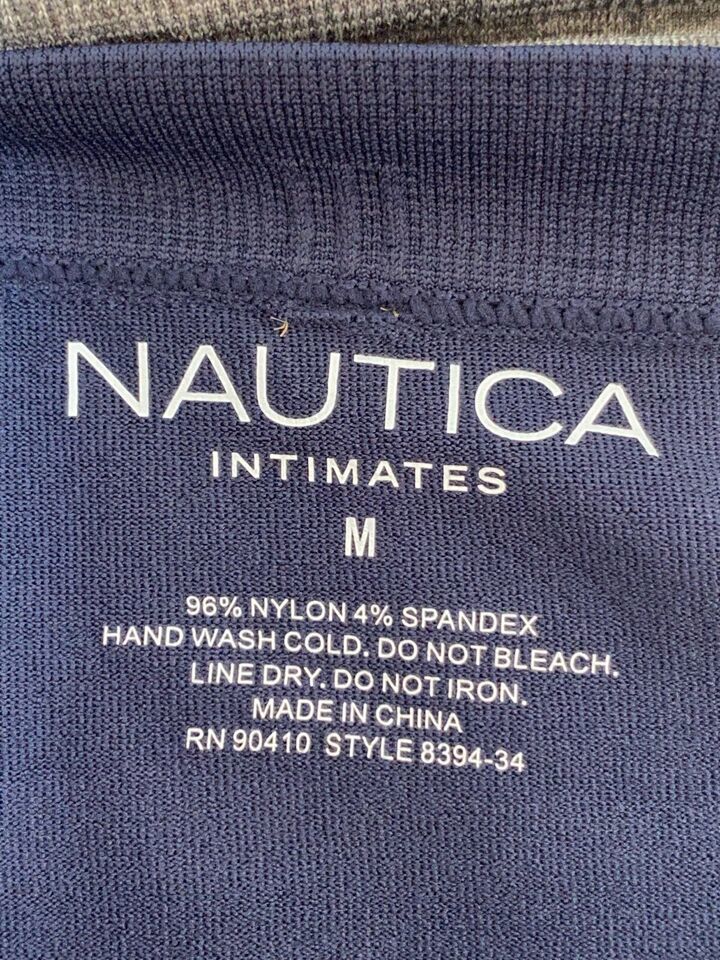 NAUTICA
INTIMATES
M
96% NYLON 4% SPANDEX
HAND WASH COLD. DO NOT BLEACH.
LINE DRY. DO NOT IRON.
MADE IN CHINA
RN 90410 STYLE 8394-34